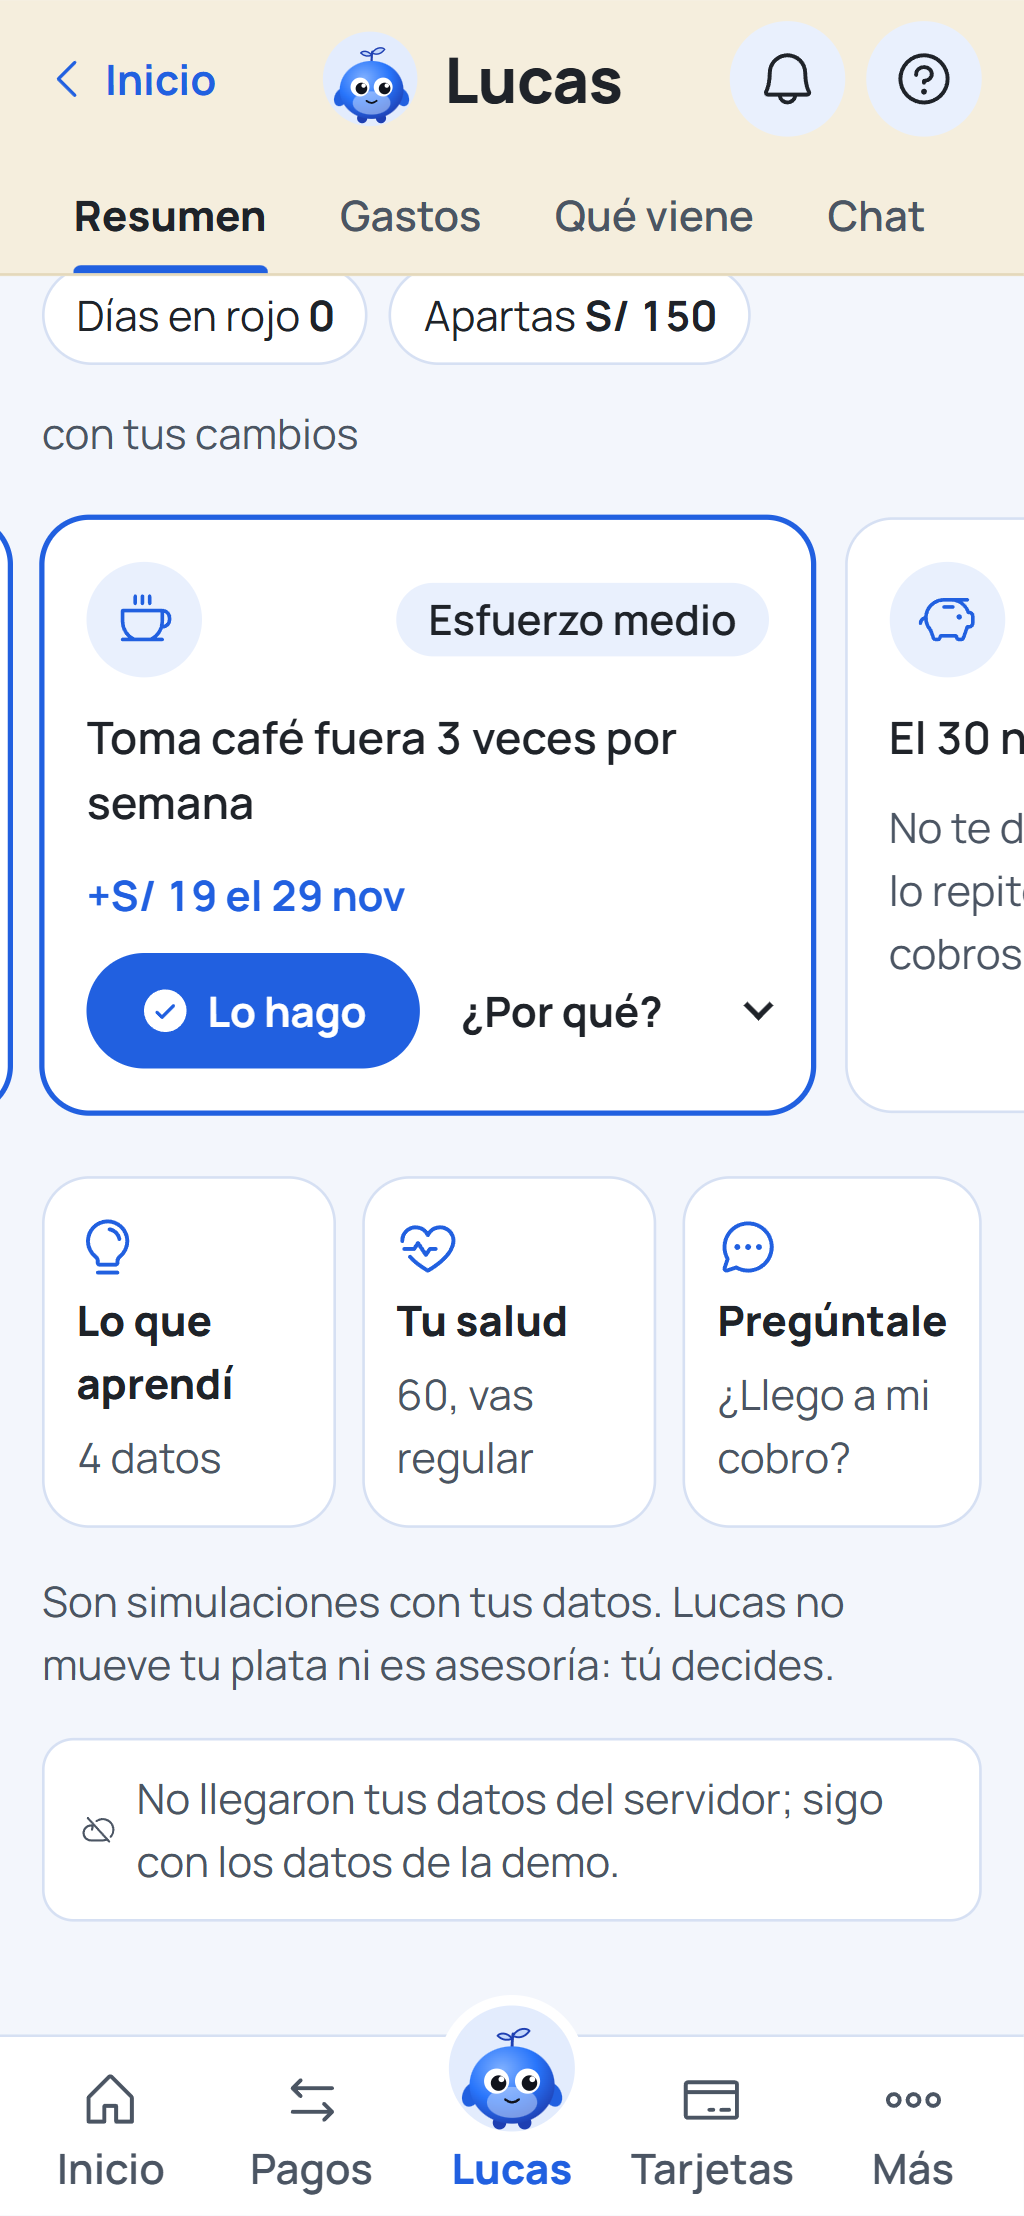 Inicio
Lucas
Resumen
Gastos
Qué viene
Chat
Días en rojo 0
Apartas S/ 150
con tus cambios
Esfuerzo medio
Toma café fuera 3 veces por
semana
+S/ 19 el 29 nov
Lo hago
¿Por qué?
El 30
No te
lo
cobros
Lo que
aprendí
4 datos
Tu salud
60, vas
regular
Pregúntale
¿Llego a mi
cobro?
Son simulaciones con tus datos. Lucas no
mueve tu plata ni es asesoría: tú decides.
No llegaron tus datos del servidor; sigo
con los datos de la demo.
Inicio
Pagos
Lucas
Tarjetas
Más